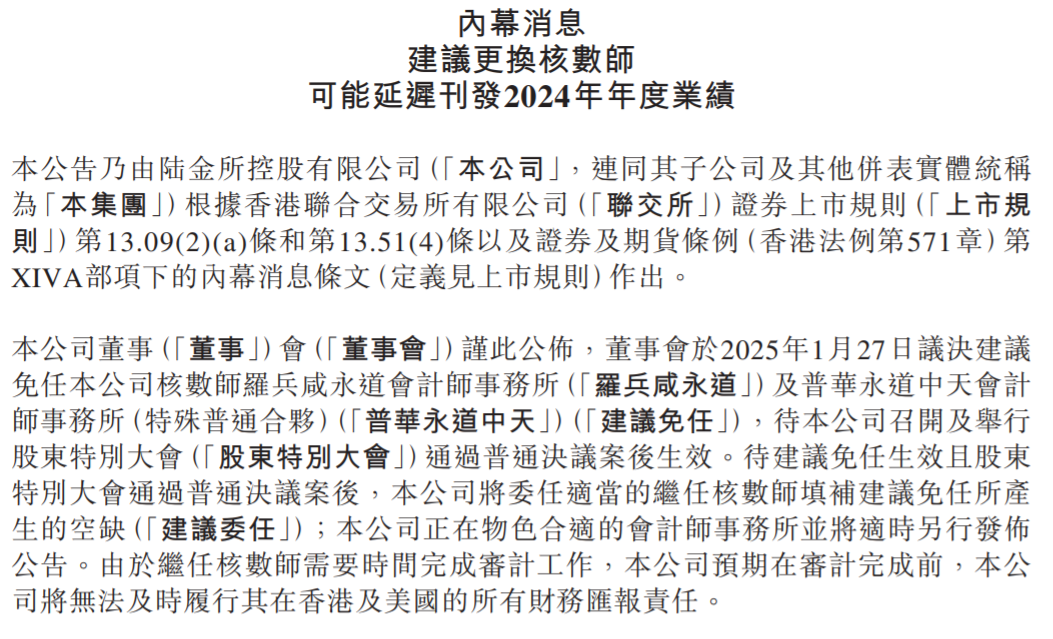 內幕消息
建議更換核數師
可能延遲刊發2024年年度業績
本公告乃由陆金所控股有限公司(「本公司」，連同其子公司及其他併表實體統稱
為「本集團」)根據香港聯合交易所有限公司(「聯交所」)證券上市規則(「上市規
則」)第13.09(2)(a)條和第13.51(4)條以及證券及期貨條例(香港法例第571章)第
XIVA部項下的內幕消息條文(定義見上市規則)作出。
本公司董事(「董事」)會(「董事會」)謹此公佈，董事會於2025年1月27日議決建議
免任本公司核數師羅兵咸永道會計師事務所(「羅兵咸永道」)及普華永道中天會計
師事務所(特殊普通合夥)(「普華永道中天」)(「建議免任」)，待本公司召開及舉行
股東特別大會(「股東特別大會」)通過普通決議案後生效。待建議免任生效且股東
特別大會通過普通決議案後，本公司將委任適當的繼任核數師填補建議免任所產
生的空缺(「建議委任」)；本公司正在物色合適的會計師事務所並將適時另行發佈
公告。由於繼任核數師需要時間完成審計工作，本公司預期在審計完成前，本公
司將無法及時履行其在香港及美國的所有財務匯報責任。